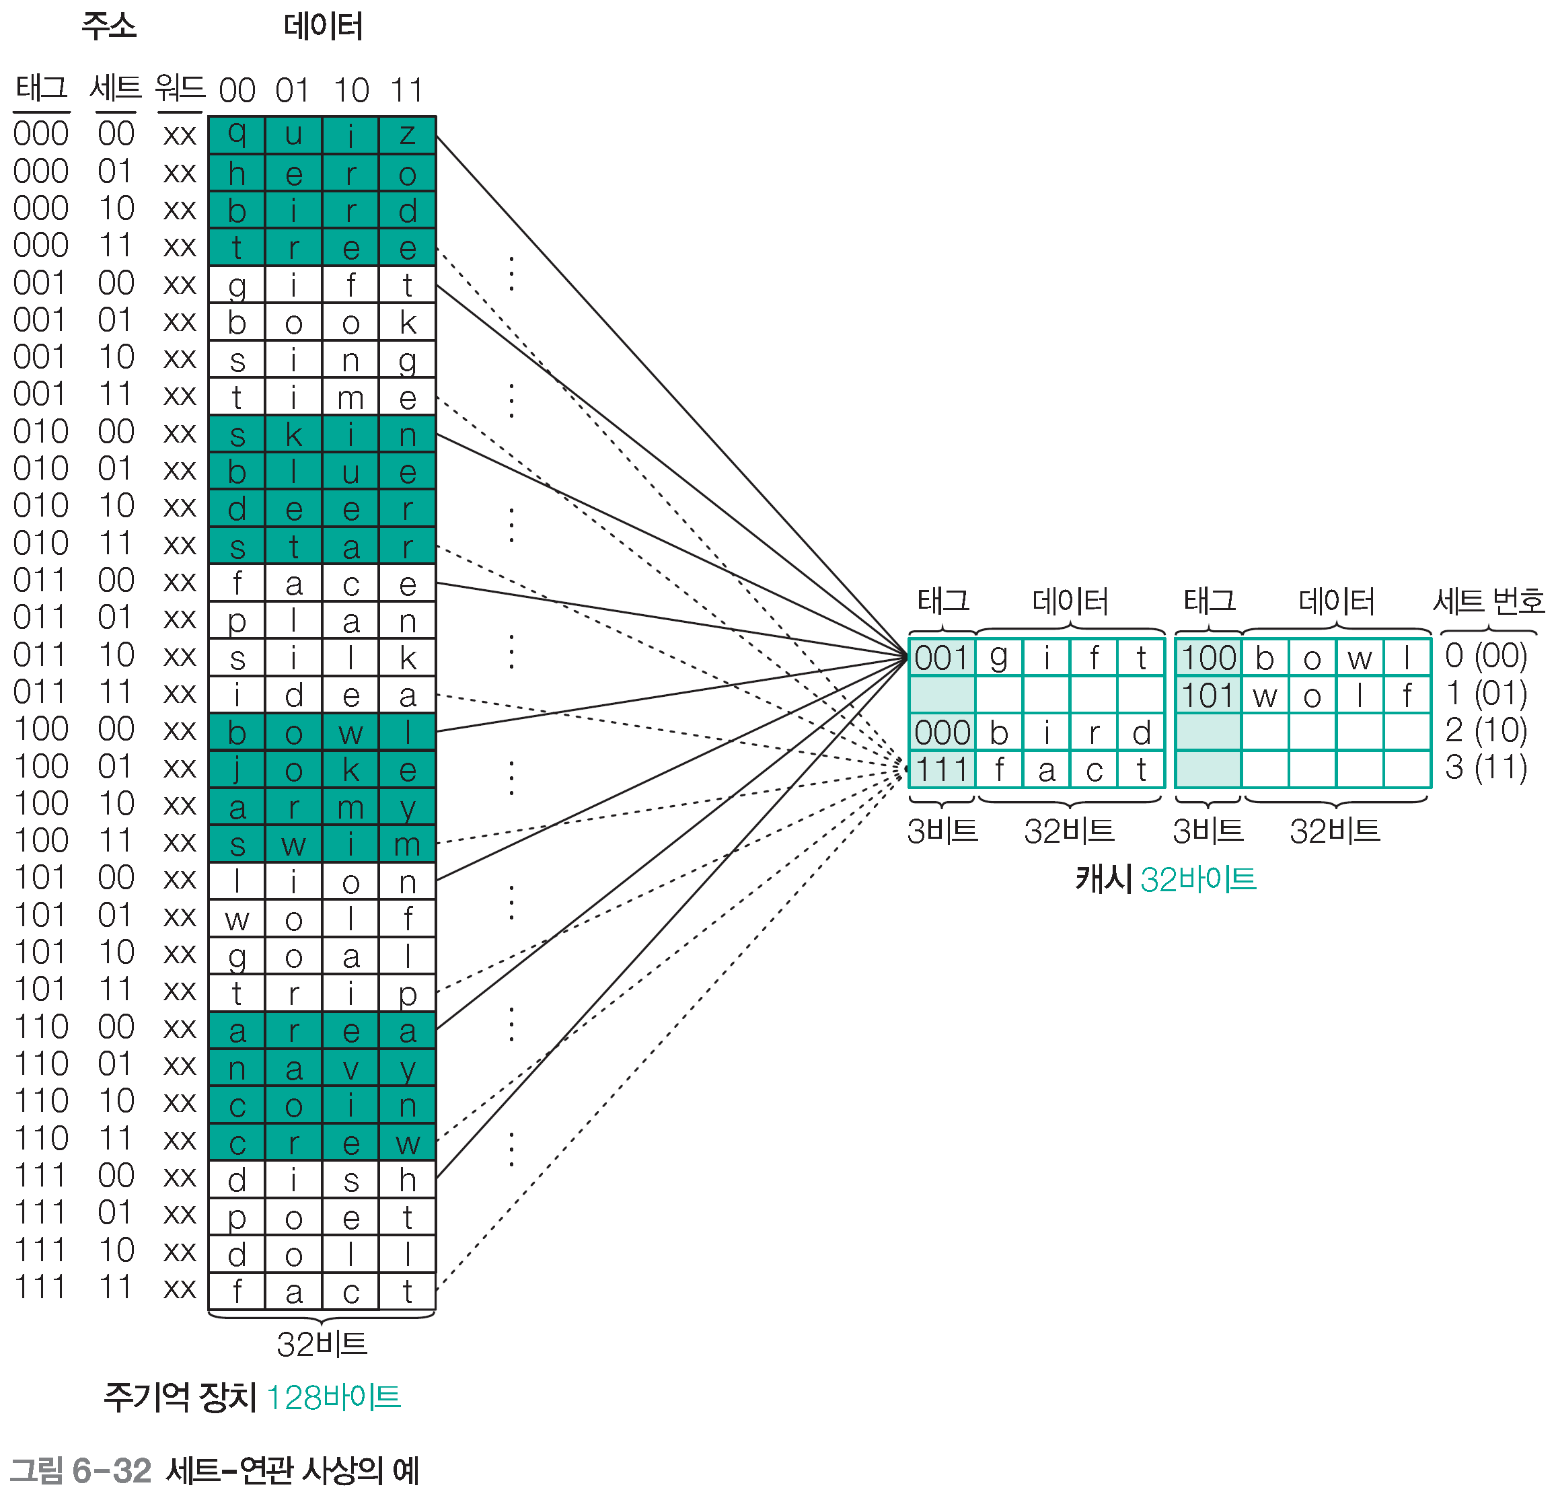 주소 데이터
태그 세트 워드 00 01 10 11
000 00 xx q u i z
000 01 xx h e r o
000 10 xx b i r d
000 11 xx t r e e
001 00 xx g i f t
001 01 xx b o o k
001 10 xx s i n g
001 11 xx t i m e
010 00 xx s k i n
010 01 xx b l u e
010 10 xx d e e r
010 11 xx s t a r
011 00 xx f a c e
011 01 xx p l a n
011 10 xx s i l k
011 11 xx i d e a
100 00 xx b o w l
100 01 xx j o k e
100 10 xx a r m y
100 11 xx s w i m
101 00 xx l i o n
101 01 xx w o l f
101 10 xx g o a l
101 11 xx t r i p
110 00 xx a r e a
110 01 xx n a v y
110 10 xx c o i n
110 11 xx c r e w
111 00 xx d i s h
111 01 xx p o e t
111 10 xx d o l l
111 11 xx f a c t
32비트
주기억 장치 128바이트
태그 데이터 태그 데이터 세트 번호
001 g i f t 100 b o w l 0 (00)
101 w o l f 1 (01)
000 b i r d 2 (10)
111 f a c t 3 (11)
3비트 32비트 3비트 32비트
캐시 32바이트
그림 6-32 세트-연관 사상의 예